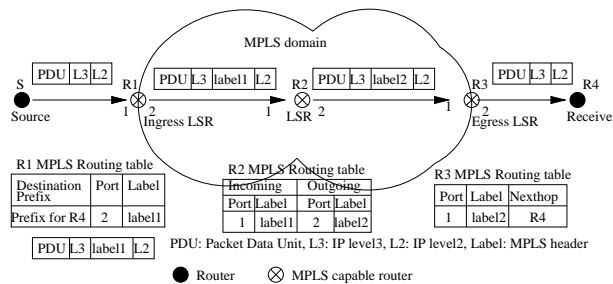 MPLS domain
PDU L3 L2
PDU L3 label1 L2
PDU L3 label2 L2
PDU L3 L2
S
R1
R2
R3
R4
1 2
1
2
1
2
Source
Ingress LSR
LSR
Egress LSR
Receiver
R1 MPLS Routing table
Destination Prefix Port Label
Prefix for R4 2 label1
R2 MPLS Routing table
Incoming Outgoing
Port Label Port Label
1 label1 2 label2
R3 MPLS Routing table
Port Label Nexthop
1 label2 R4
PDU L3 label1 L2
PDU: Packet Data Unit, L3: IP level3, L2: IP level2, Label: MPLS header
Router
MPLS capable router